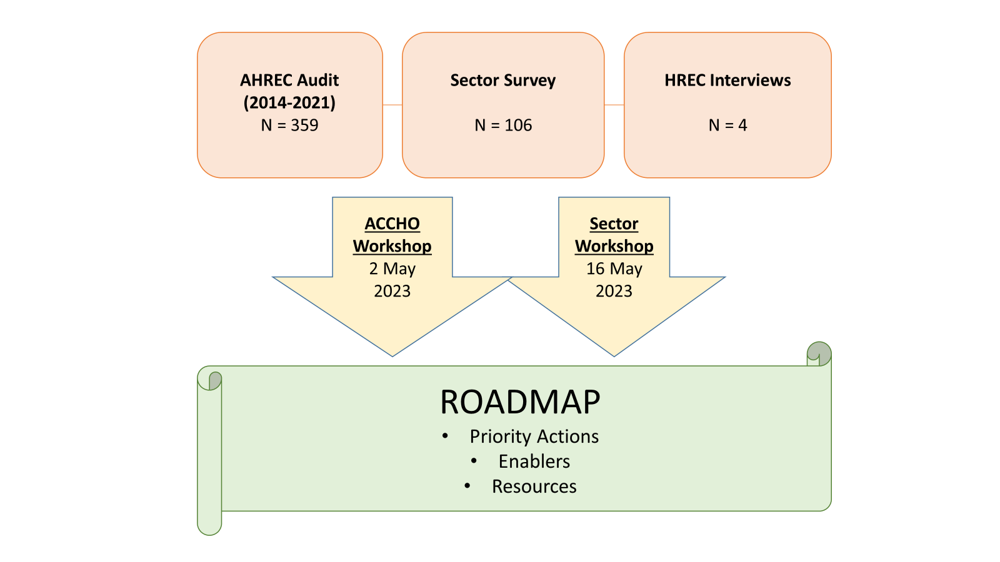 AHREC Audit
(2014-2021)
N = 359
Sector Survey
N = 106
HREC Interviews
N = 4
ACCHO
Workshop
2 May
2023
Sector
Workshop
16 May
2023
ROADMAP
• Priority Actions
• Enablers
• Resources